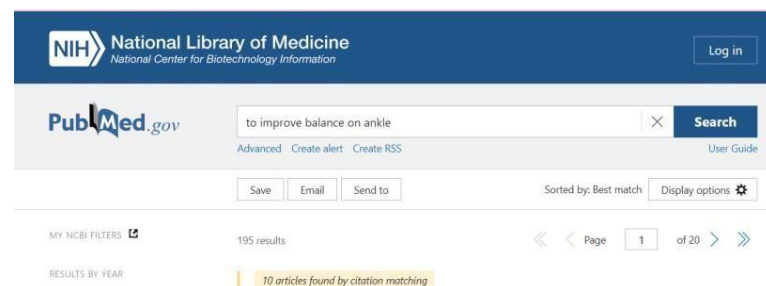 NIH National Library of Medicine
National Center for Biotechnology Information
Log in
PubMed.gov
to improve balance on ankle
Search
Advanced Create alert Create RSS
User Guide
Save Email Send to
Sorted by: Best match Display options
MY NCBI FILTERS
195 results
Page 1 of 20
RESULTS BY YEAR
10 articles found by citation matching